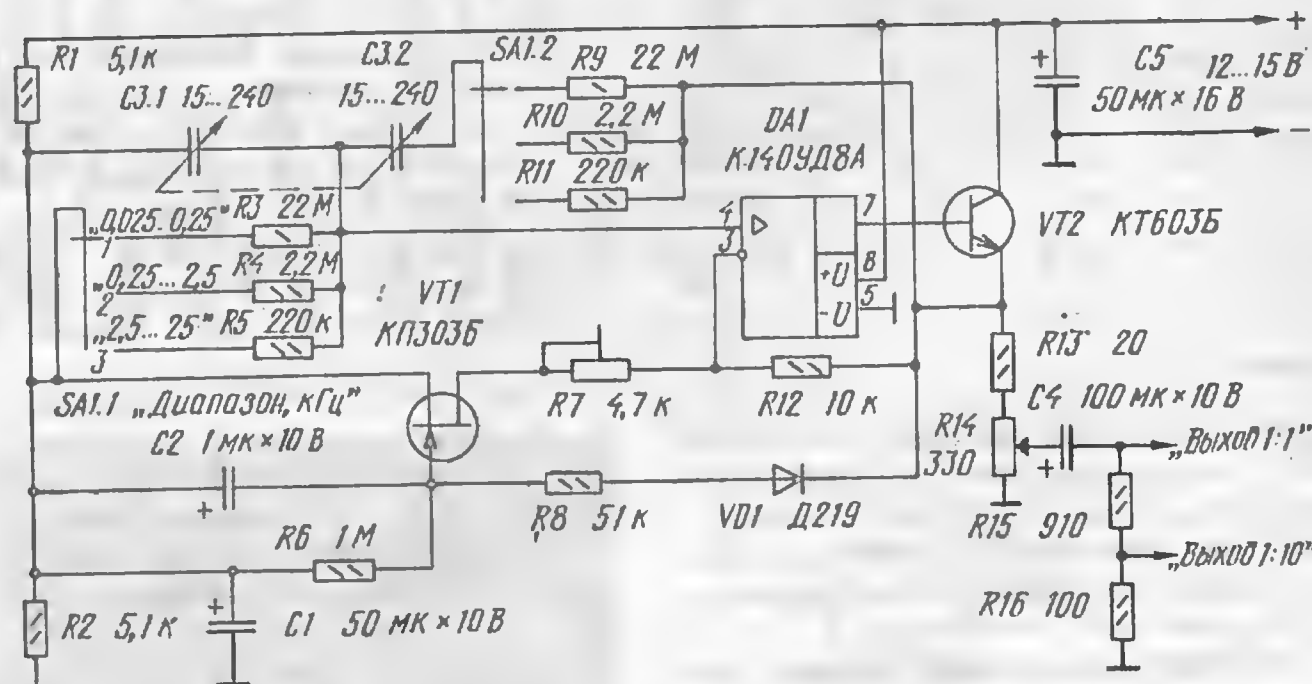 R1 5,1к
C3.1 15...240
C3.2
15...240
SA1.2
R9 22 М
R10 2,2 М
R11 220 к
DA1
К140УД8А
C5
50 мк × 16 В
12...15 В
+
+
−
„0,025...0,25" R3 22 М
1
„0,25...2,5 R4 2,2 М
2
„2,5...25" R5 220 к
3
VT1
КП303Б
4
3
7
8
5
+U
-U
VT2 КТ603Б
SA1.1 „Диапазон, кГц"
R7 4,7 к
R12 10 к
R13 20
C4 100 мк × 10 В
C2 1 мк × 10 В
+
R8 51 к
VD1 Д219
R14
330
+
„Выход 1:1"
R15 910
„Выход 1:10"
R6 1 М
R16 100
R2 5,1 к
+
C1 50 мк × 10 В